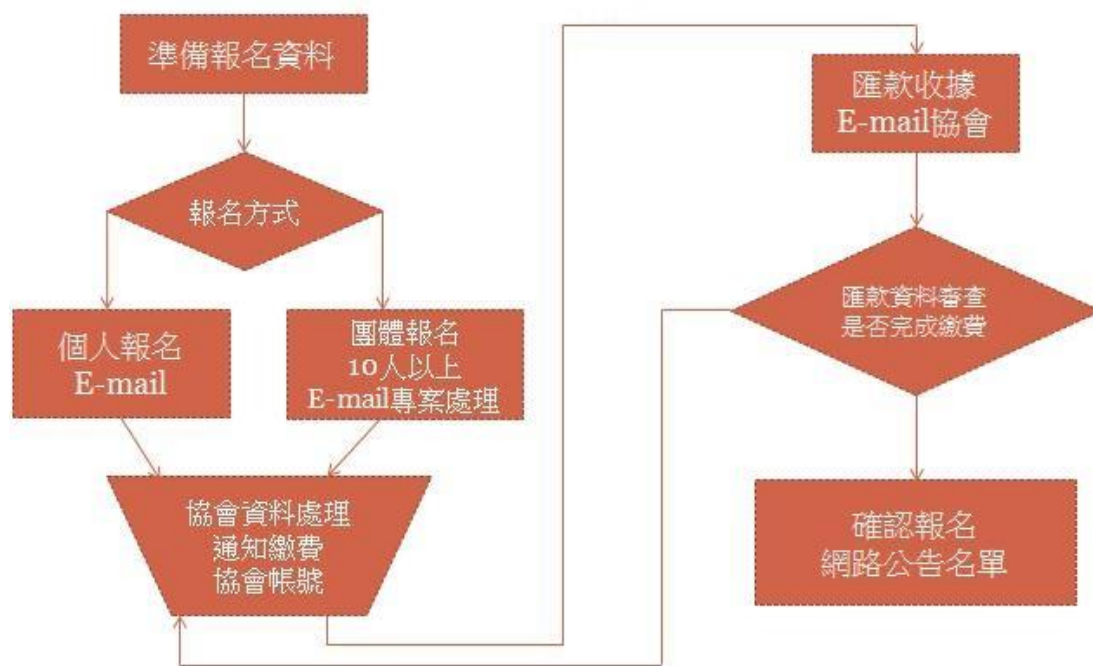 準備報名資料
報名方式
個人報名
E-mail
團體報名
10人以上
E-mail專案處理
協會資料處理
通知繳費
協會帳號
匯款收據
E-mail協會
匯款資料審查
是否完成繳費
確認報名
網路公告名單